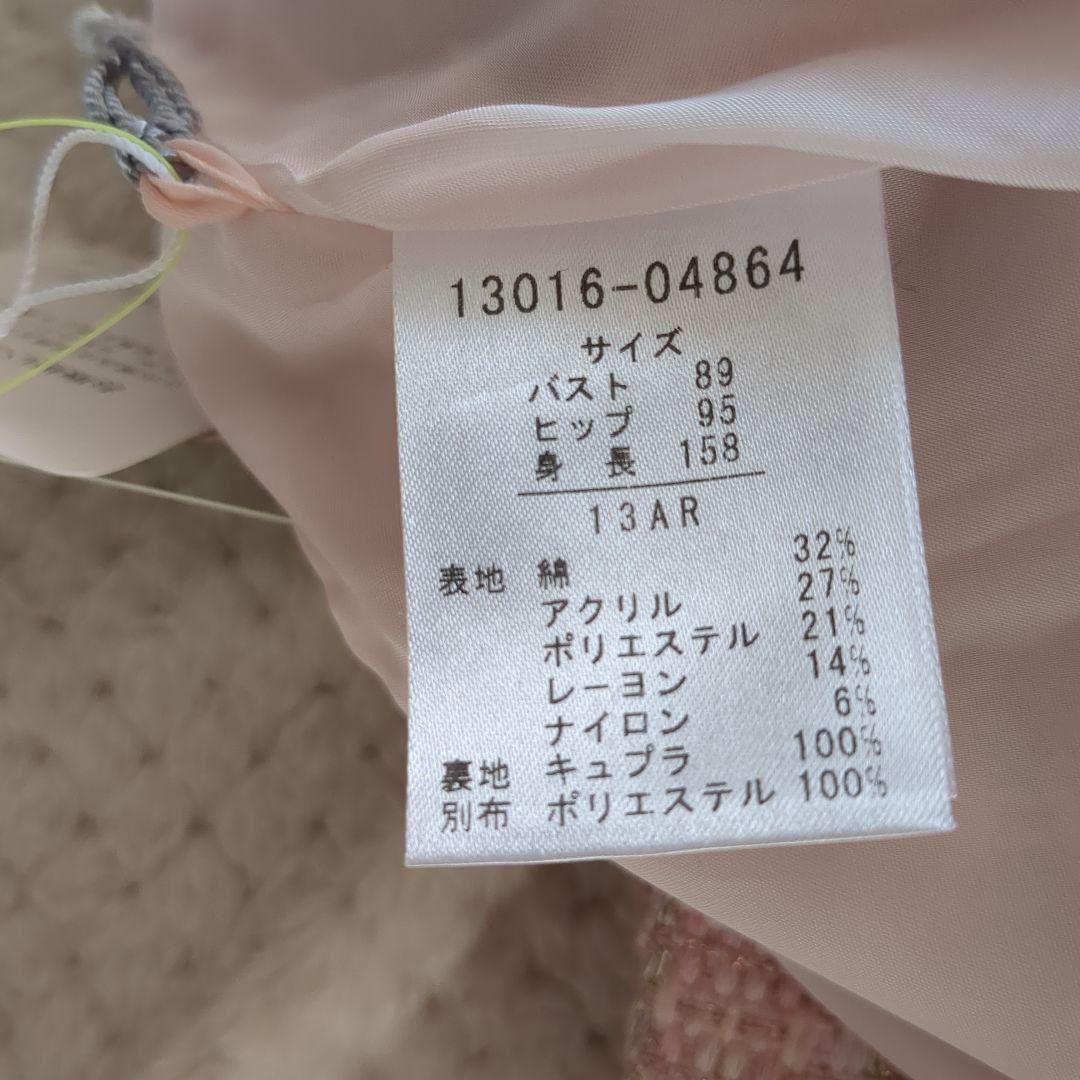 13016-04864
サイズ
バスト 89
ヒップ 95
身 長 158
13AR
表地 綿 32%
アクリル 27%
ポリエステル 21%
レーヨン 14%
ナイロン 6%
裏地 キュプラ 100%
別布 ポリエステル 100%